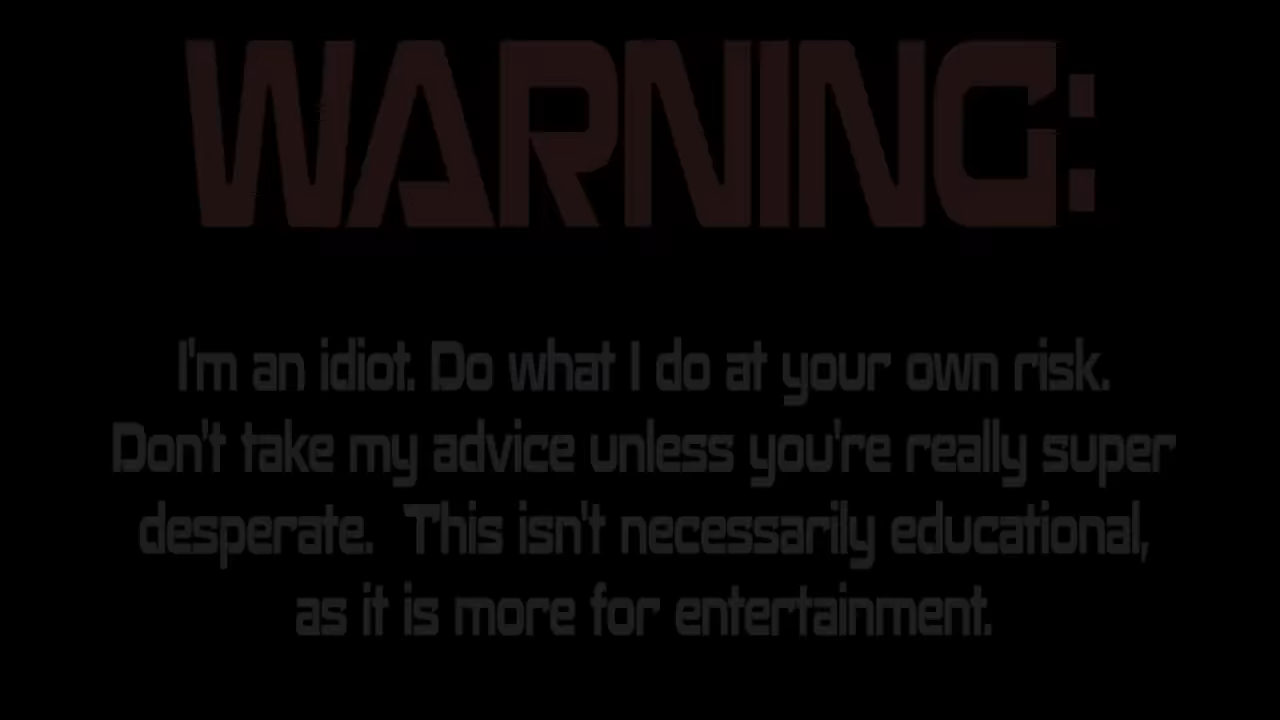 WARNING:
I'm an idiot. Do what I do at your own risk.
Don't take my advice unless you're really super
desperate.  This isn't necessarily educational,
as it is more for entertainment.